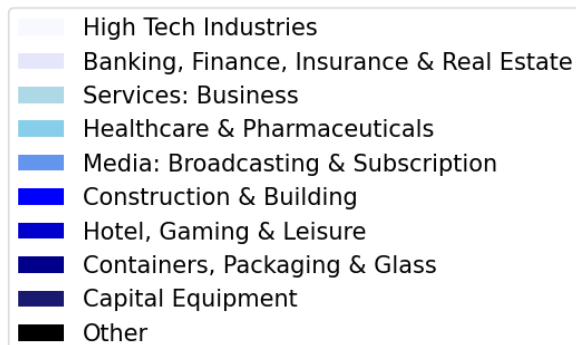 High Tech Industries
Banking, Finance, Insurance & Real Estate
Services: Business
Healthcare & Pharmaceuticals
Media: Broadcasting & Subscription
Construction & Building
Hotel, Gaming & Leisure
Containers, Packaging & Glass
Capital Equipment
Other